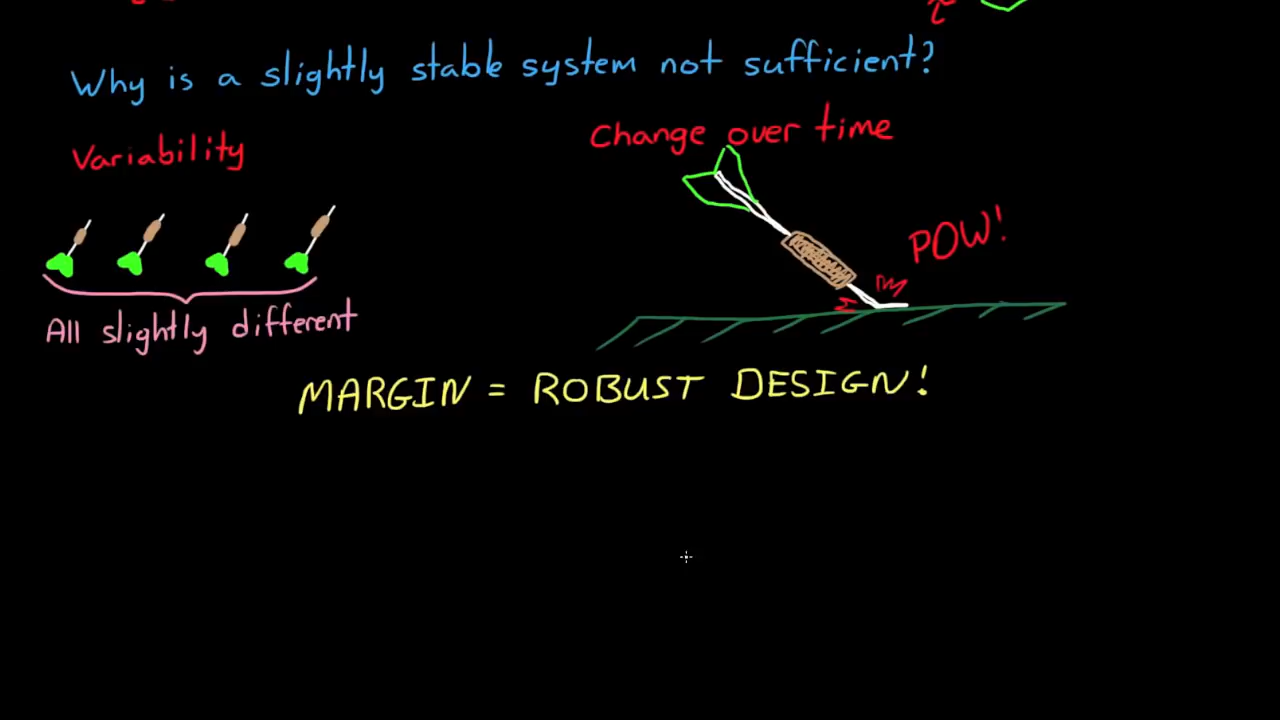 Why is a slightly stable system not sufficient?
Variability
Change over time
POW!
All slightly different
MARGIN = ROBUST DESIGN!